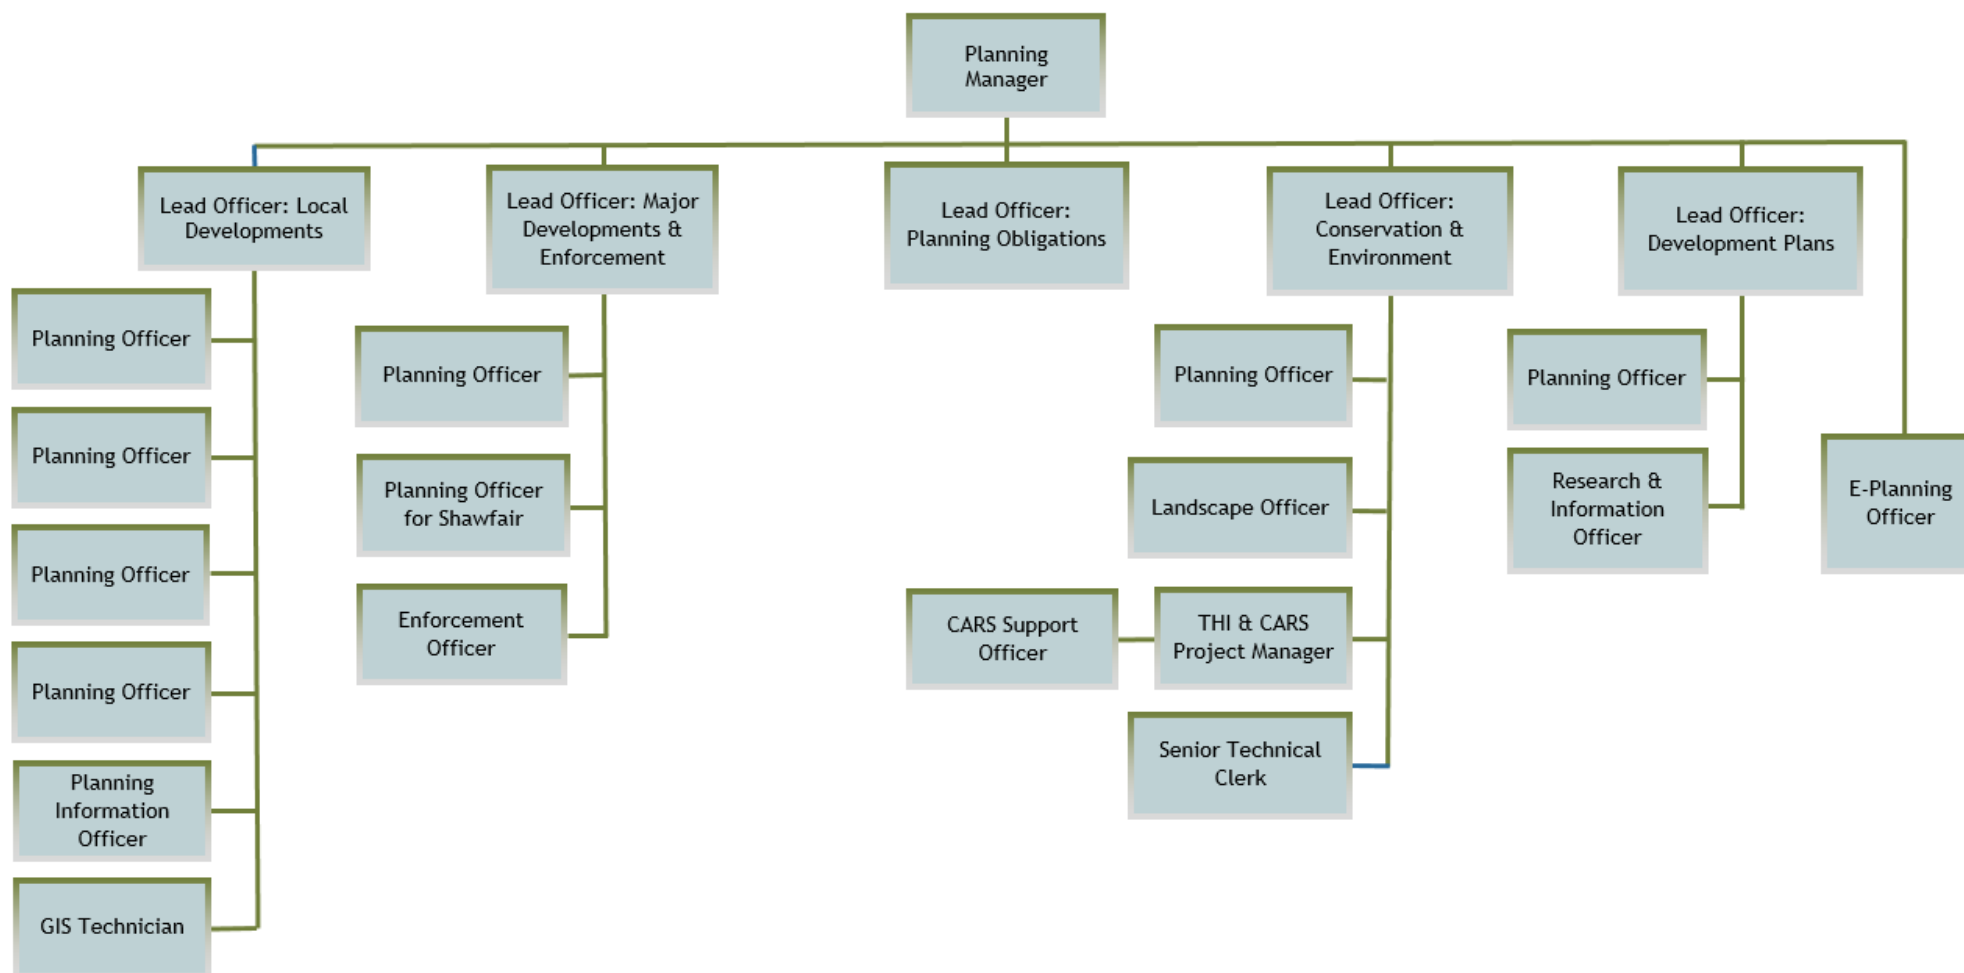 Planning
Manager
Lead Officer: Local
Developments
Lead Officer: Major
Developments &
Enforcement
Lead Officer:
Planning Obligations
Lead Officer:
Conservation &
Environment
Lead Officer:
Development Plans
Planning Officer
Planning Officer
Planning Officer
Planning Officer
Planning
Information
Officer
GIS Technician
Planning Officer
Planning Officer
for Shawfair
Enforcement
Officer
Planning Officer
Landscape Officer
THI & CARS
Project Manager
CARS Support
Officer
Senior Technical
Clerk
Planning Officer
Research &
Information
Officer
E-Planning
Officer